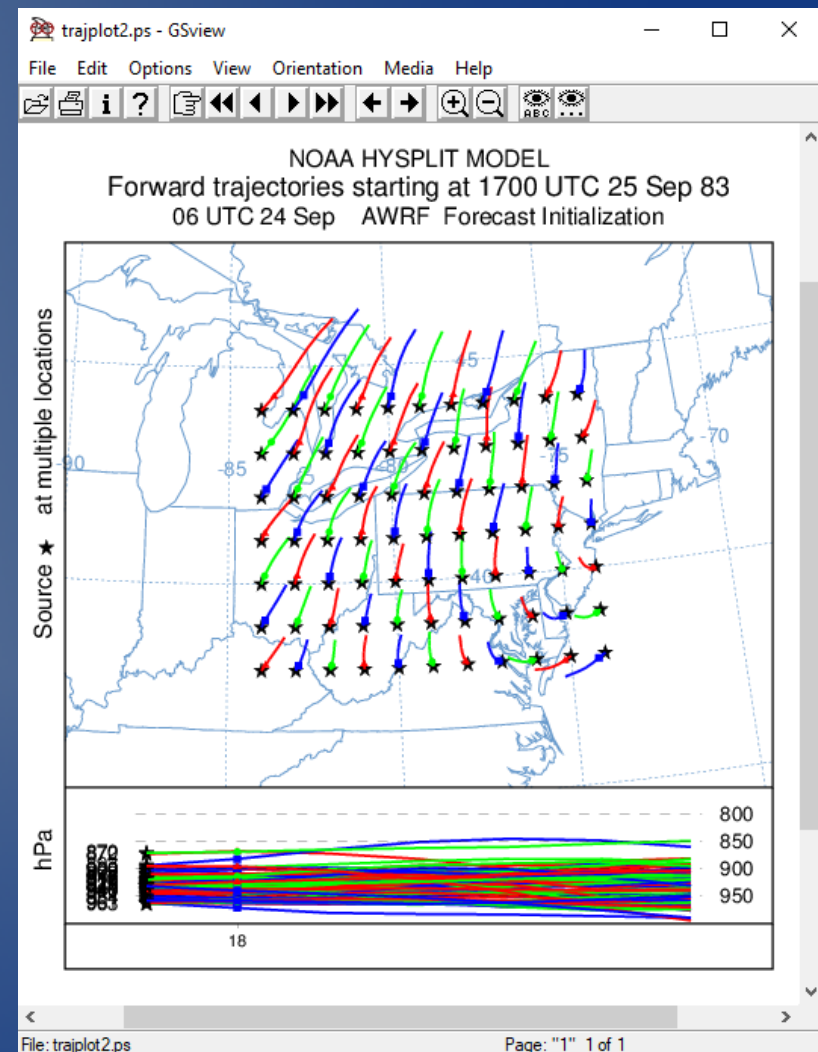 trajplot2.ps - GSview
File Edit Options View Orientation Media Help
i ?
ABC
NOAA HYSPLIT MODEL
Forward trajectories starting at 1700 UTC 25 Sep 83
06 UTC 24 Sep AWRF Forecast Initialization
Source ★ at multiple locations
45
-90
-85
-80
-75
-70
40
hPa
800
850
900
950
18
File: trajplot2.ps Page: "1" 1 of 1